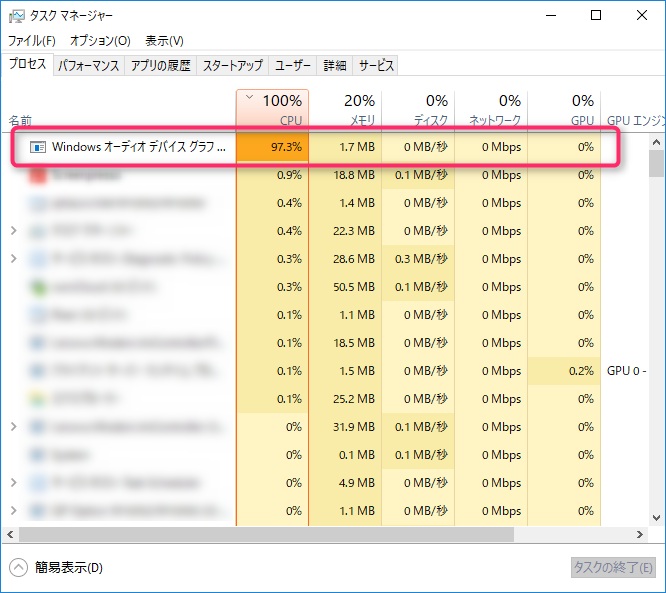 タスク マネージャー
ファイル(F) オプション(O) 表示(V)
プロセス パフォーマンス アプリの履歴 スタートアップ ユーザー 詳細 サービス
100% 20% 0% 0% 0%
名前 CPU メモリ ディスク ネットワーク GPU GPU エンジン
Windows オーディオ デバイス グラフ ... 97.3% 1.7 MB 0 MB/秒 0 Mbps 0%
0.9% 18.8 MB 0.1 MB/秒 0 Mbps 0%
0.4% 1.4 MB 0 MB/秒 0 Mbps 0%
0.4% 22.3 MB 0 MB/秒 0 Mbps 0%
0.3% 28.6 MB 0.3 MB/秒 0 Mbps 0%
0.3% 50.5 MB 0.1 MB/秒 0 Mbps 0%
0.1% 1.1 MB 0 MB/秒 0 Mbps 0%
0.1% 18.5 MB 0 MB/秒 0 Mbps 0%
0.1% 1.5 MB 0 MB/秒 0 Mbps 0.2% GPU 0 -
0.1% 25.2 MB 0 MB/秒 0 Mbps 0%
0% 31.9 MB 0.1 MB/秒 0 Mbps 0%
0% 0.1 MB 0.1 MB/秒 0 Mbps 0%
0% 4.9 MB 0 MB/秒 0 Mbps 0%
0% 1.1 MB 0 MB/秒 0 Mbps 0%
簡易表示(D) タスクの終了(E)